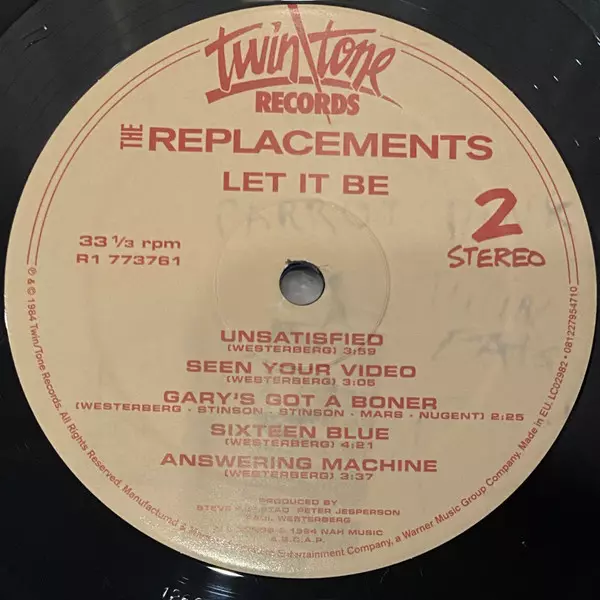 twin/tone
RECORDS
THE REPLACEMENTS
LET IT BE
2
STEREO
33 1/3 rpm
R1 773761
UNSATISFIED
(WESTERBERG) 3:59
SEEN YOUR VIDEO
(WESTERBERG) 3:05
GARY'S GOT A BONER
(WESTERBERG - STINSON - STINSON - MARS - NUGENT) 2:25
SIXTEEN BLUE
(WESTERBERG) 4:21
ANSWERING MACHINE
(WESTERBERG) 3:37
PRODUCED BY
STEVE PETER JESPERSON
PAUL WESTERBERG
SONGS © 1984 NAH MUSIC
A.S.C.A.P.
℗ & © 1984 Twin/Tone Records. All Rights Reserved. Manufactured & Entertainment Company, a Warner Music Group Company. Made in EU. LC02982 • 081227954710